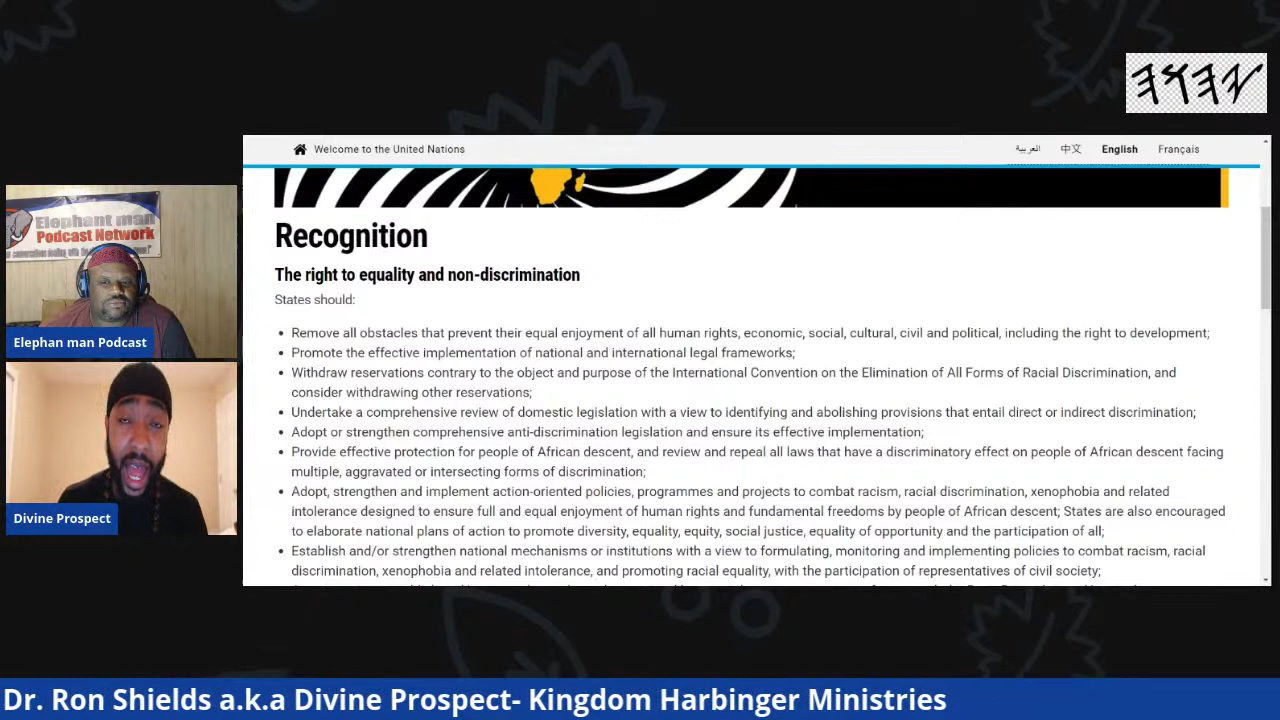 𐤉𐤄𐤅𐤄
Welcome to the United Nations
العربية
中文
English
Français
Recognition
The right to equality and non-discrimination
States should:
• Remove all obstacles that prevent their equal enjoyment of all human rights, economic, social, cultural, civil and political, including the right to development;
• Promote the effective implementation of national and international legal frameworks;
• Withdraw reservations contrary to the object and purpose of the International Convention on the Elimination of All Forms of Racial Discrimination, and
consider withdrawing other reservations;
• Undertake a comprehensive review of domestic legislation with a view to identifying and abolishing provisions that entail direct or indirect discrimination;
• Adopt or strengthen comprehensive anti-discrimination legislation and ensure its effective implementation;
• Provide effective protection for people of African descent, and review and repeal all laws that have a discriminatory effect on people of African descent facing
multiple, aggravated or intersecting forms of discrimination;
• Adopt, strengthen and implement action-oriented policies, programmes and projects to combat racism, racial discrimination, xenophobia and related
intolerance designed to ensure full and equal enjoyment of human rights and fundamental freedoms by people of African descent; States are also encouraged
to elaborate national plans of action to promote diversity, equality, equity, social justice, equality of opportunity and the participation of all;
• Establish and/or strengthen national mechanisms or institutions with a view to formulating, monitoring and implementing policies to combat racism, racial
discrimination, xenophobia and related intolerance, and promoting racial equality, with the participation of representatives of civil society;
Elephant man
Podcast Network
Elephan man Podcast
Divine Prospect
Dr. Ron Shields a.k.a Divine Prospect- Kingdom Harbinger Ministries